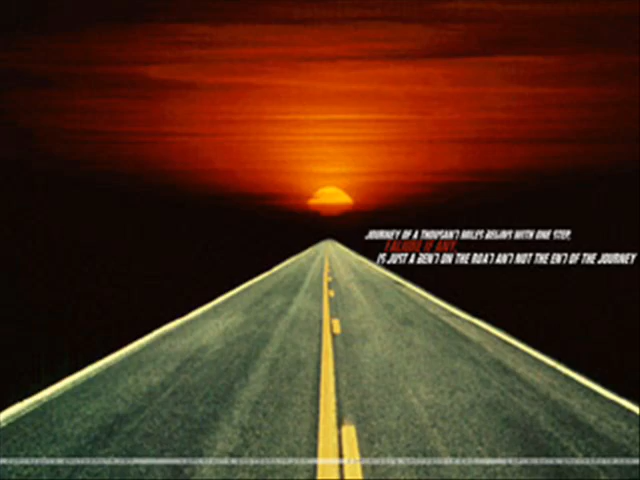 JOURNEY OF A THOUSAND MILES BEGINS WITH ONE STEP,
FAILURE IF ANY,
IS JUST A BEND ON THE ROAD AND NOT THE END OF THE JOURNEY